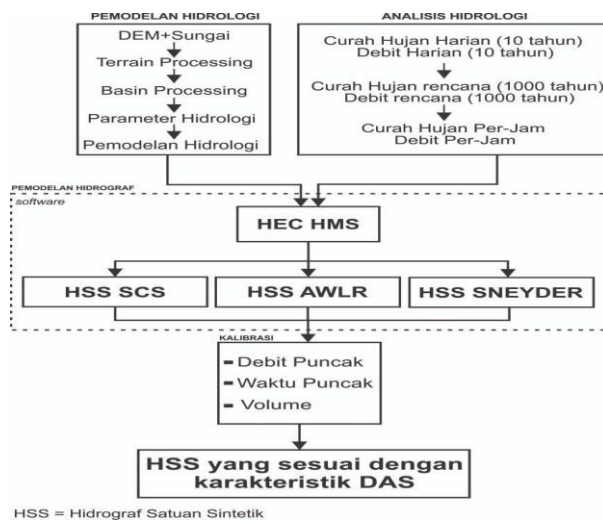 PEMODELAN HIDROLOGI
DEM+Sungai
Terrain Processing
Basin Processing
Parameter Hidrologi
Pemodelan Hidrologi
ANALISIS HIDROLOGI
Curah Hujan Harian (10 tahun)
Debit Harian (10 tahun)
Curah Hujan rencana (1000 tahun)
Debit rencana (1000 tahun)
Curah Hujan Per-Jam
Debit Per-Jam
PEMODELAN HIDROGRAF
software
HEC HMS
HSS SCS
HSS AWLR
HSS SNEYDER
KALIBRASI
- Debit Puncak
- Waktu Puncak
- Volume
HSS yang sesuai dengan
karakteristik DAS
HSS = Hidrograf Satuan Sintetik